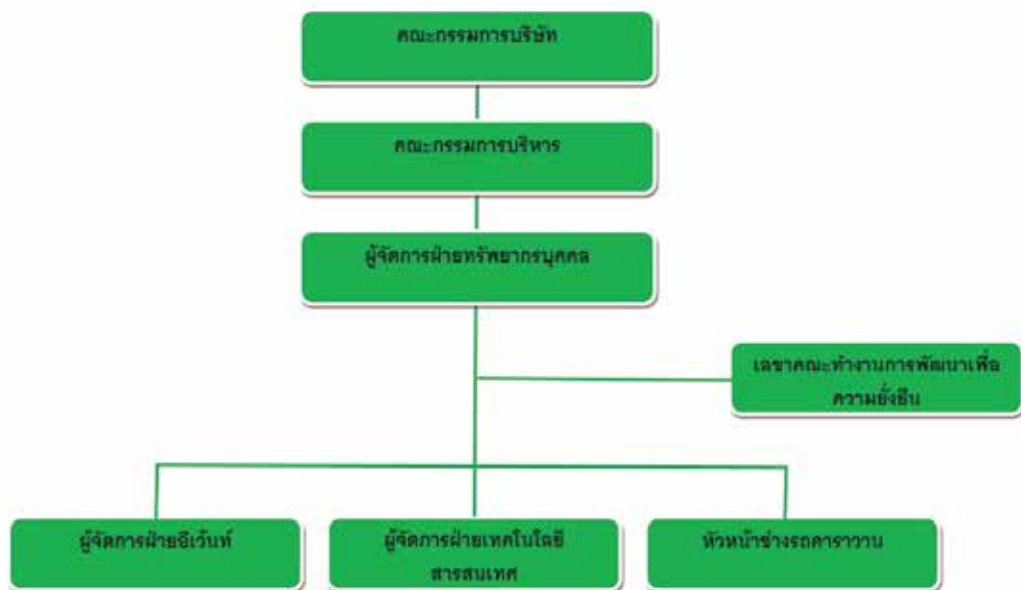 คณะกรรมการบริษัท
คณะกรรมการบริหาร
ผู้จัดการฝ่ายทรัพยากรบุคคล
เลขาคณะทำงานการพัฒนาเพื่อ
ความยั่งยืน
ผู้จัดการฝ่ายอีเว้นท์
ผู้จัดการฝ่ายเทคโนโลยี
สารสนเทศ
หัวหน้าช่างรถคาราวาน